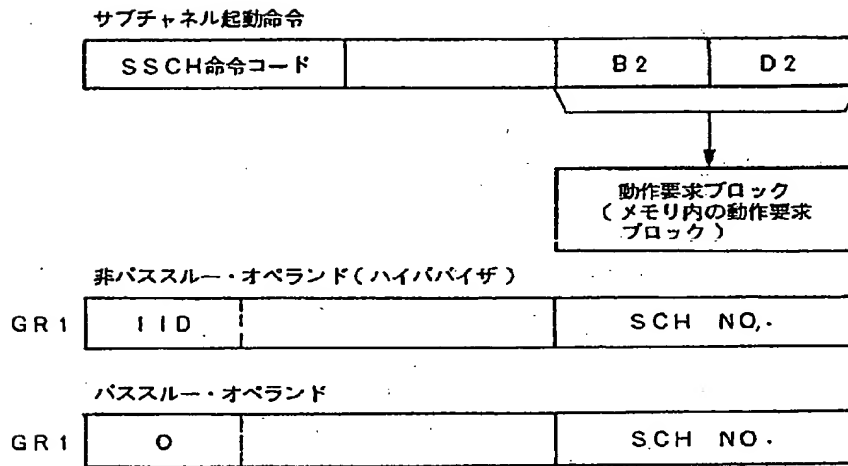 サブチャネル起動命令
SSCH命令コード B2 D2
動作要求ブロック
(メモリ内の動作要求
ブロック)
非パススルー・オペランド(ハイパバイザ)
GR1 IID SCH NO.
パススルー・オペランド
GR1 0 SCH NO.